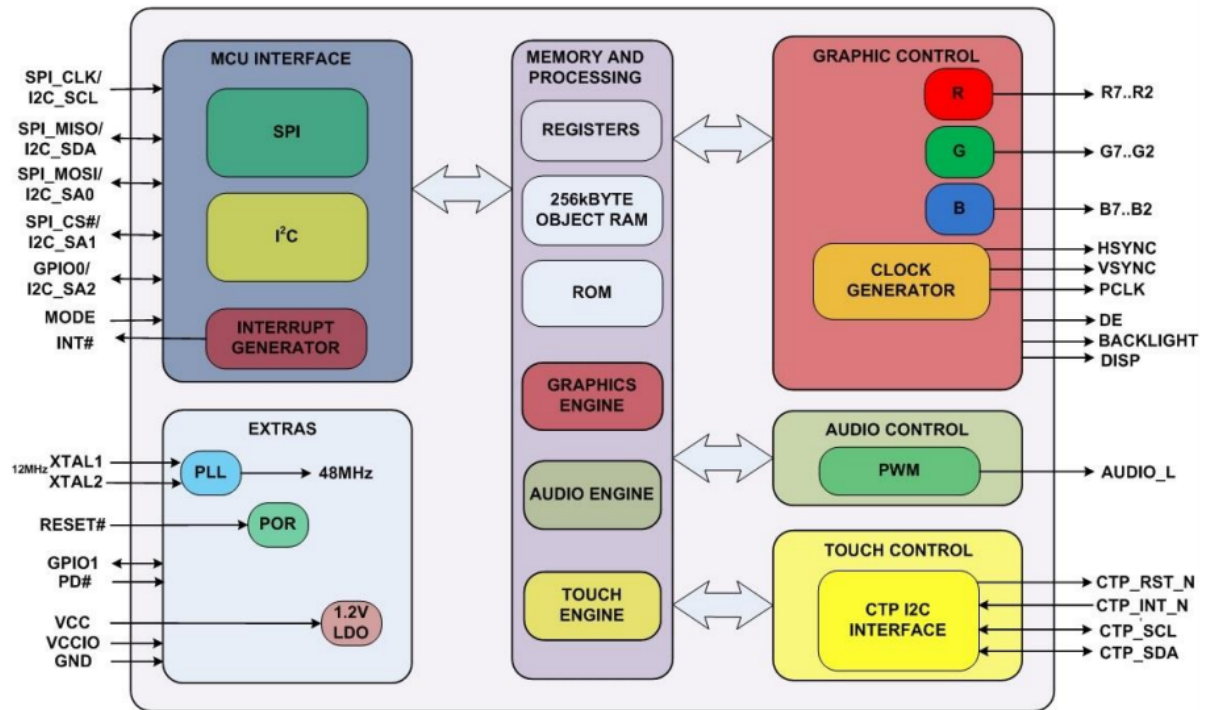 MCU INTERFACE
SPI_CLK/
I2C_SCL
SPI_MISO/
I2C_SDA
SPI_MOSI/
I2C_SA0
SPI_CS#/
I2C_SA1
GPIO0/
I2C_SA2
MODE
INT#
SPI
I²C
INTERRUPT
GENERATOR
EXTRAS
12MHz XTAL1
XTAL2
PLL
48MHz
RESET#
POR
GPIO1
PD#
VCC
VCCIO
GND
1.2V
LDO
MEMORY AND
PROCESSING
REGISTERS
256kBYTE
OBJECT RAM
ROM
GRAPHICS
ENGINE
AUDIO ENGINE
TOUCH
ENGINE
GRAPHIC CONTROL
R
R7..R2
G
G7..G2
B
B7..B2
CLOCK
GENERATOR
HSYNC
VSYNC
PCLK
DE
BACKLIGHT
DISP
AUDIO CONTROL
PWM
AUDIO_L
TOUCH CONTROL
CTP I2C
INTERFACE
CTP_RST_N
CTP_INT_N
CTP_SCL
CTP_SDA